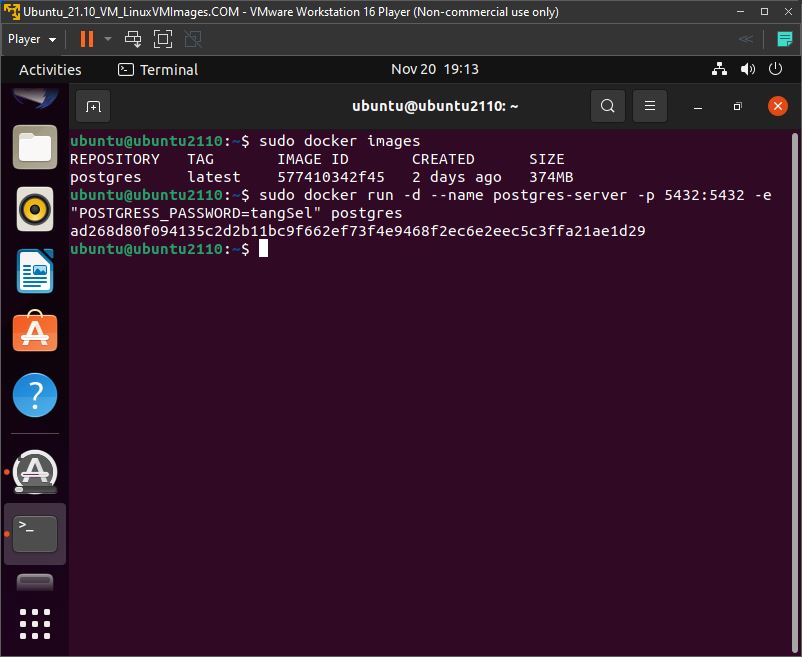 Ubuntu_21.10_VM_LinuxVMImages.COM - VMware Workstation 16 Player (Non-commercial use only)
Player
Activities Terminal Nov 20 19:13
ubuntu@ubuntu2110: ~
ubuntu@ubuntu2110:~$ sudo docker images
REPOSITORY TAG IMAGE ID CREATED SIZE
postgres latest 577410342f45 2 days ago 374MB
ubuntu@ubuntu2110:~$ sudo docker run -d --name postgres-server -p 5432:5432 -e
"POSTGRESS_PASSWORD=tangSel" postgres
ad268d80f094135c2d2b11bc9f662ef73f4e9468f2ec6e2eec5c3ffa21ae1d29
ubuntu@ubuntu2110:~$